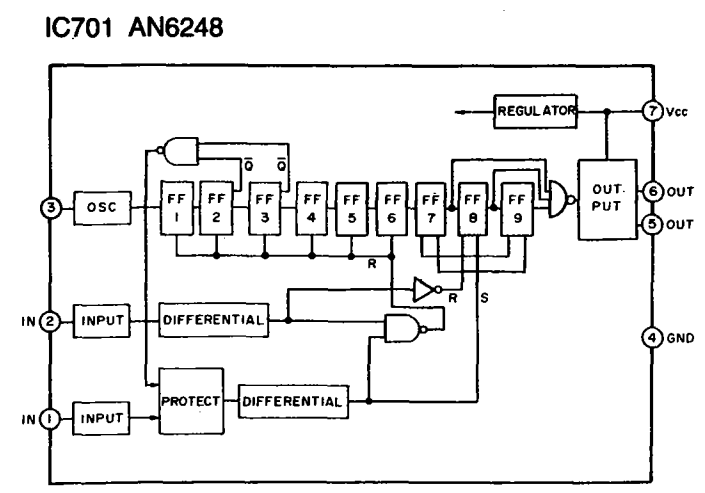 IC701 AN6248
REGULATOR
7 Vcc
Q̅ Q̅
3 OSC
FF 1
FF 2
FF 3
FF 4
FF 5
FF 6
FF 7
FF 8
FF 9
OUT.
PUT
6 OUT
5 OUT
R
R
S
IN 2 INPUT DIFFERENTIAL
4 GND
PROTECT DIFFERENTIAL
IN 1 INPUT